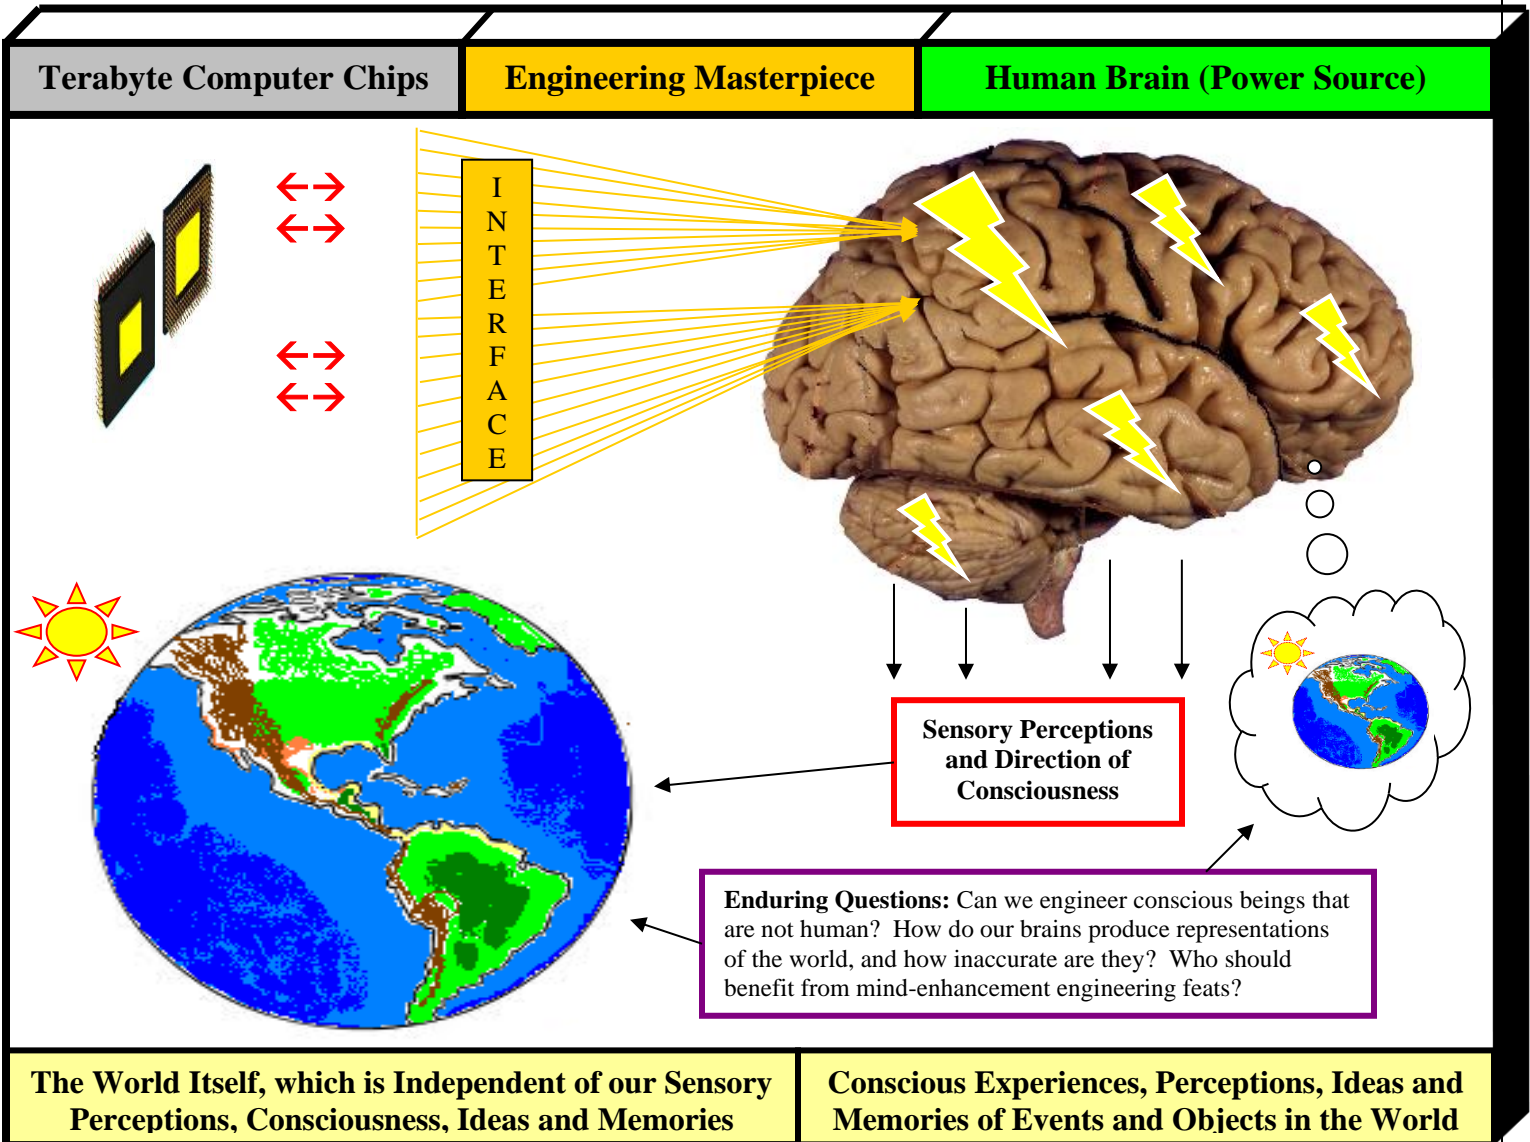 Terabyte Computer Chips
Engineering Masterpiece
Human Brain (Power Source)
I
N
T
E
R
F
A
C
E
Sensory Perceptions
and Direction of
Consciousness
Enduring Questions: Can we engineer conscious beings that
are not human? How do our brains produce representations
of the world, and how inaccurate are they? Who should
benefit from mind-enhancement engineering feats?
The World Itself, which is Independent of our Sensory
Perceptions, Consciousness, Ideas and Memories
Conscious Experiences, Perceptions, Ideas and
Memories of Events and Objects in the World